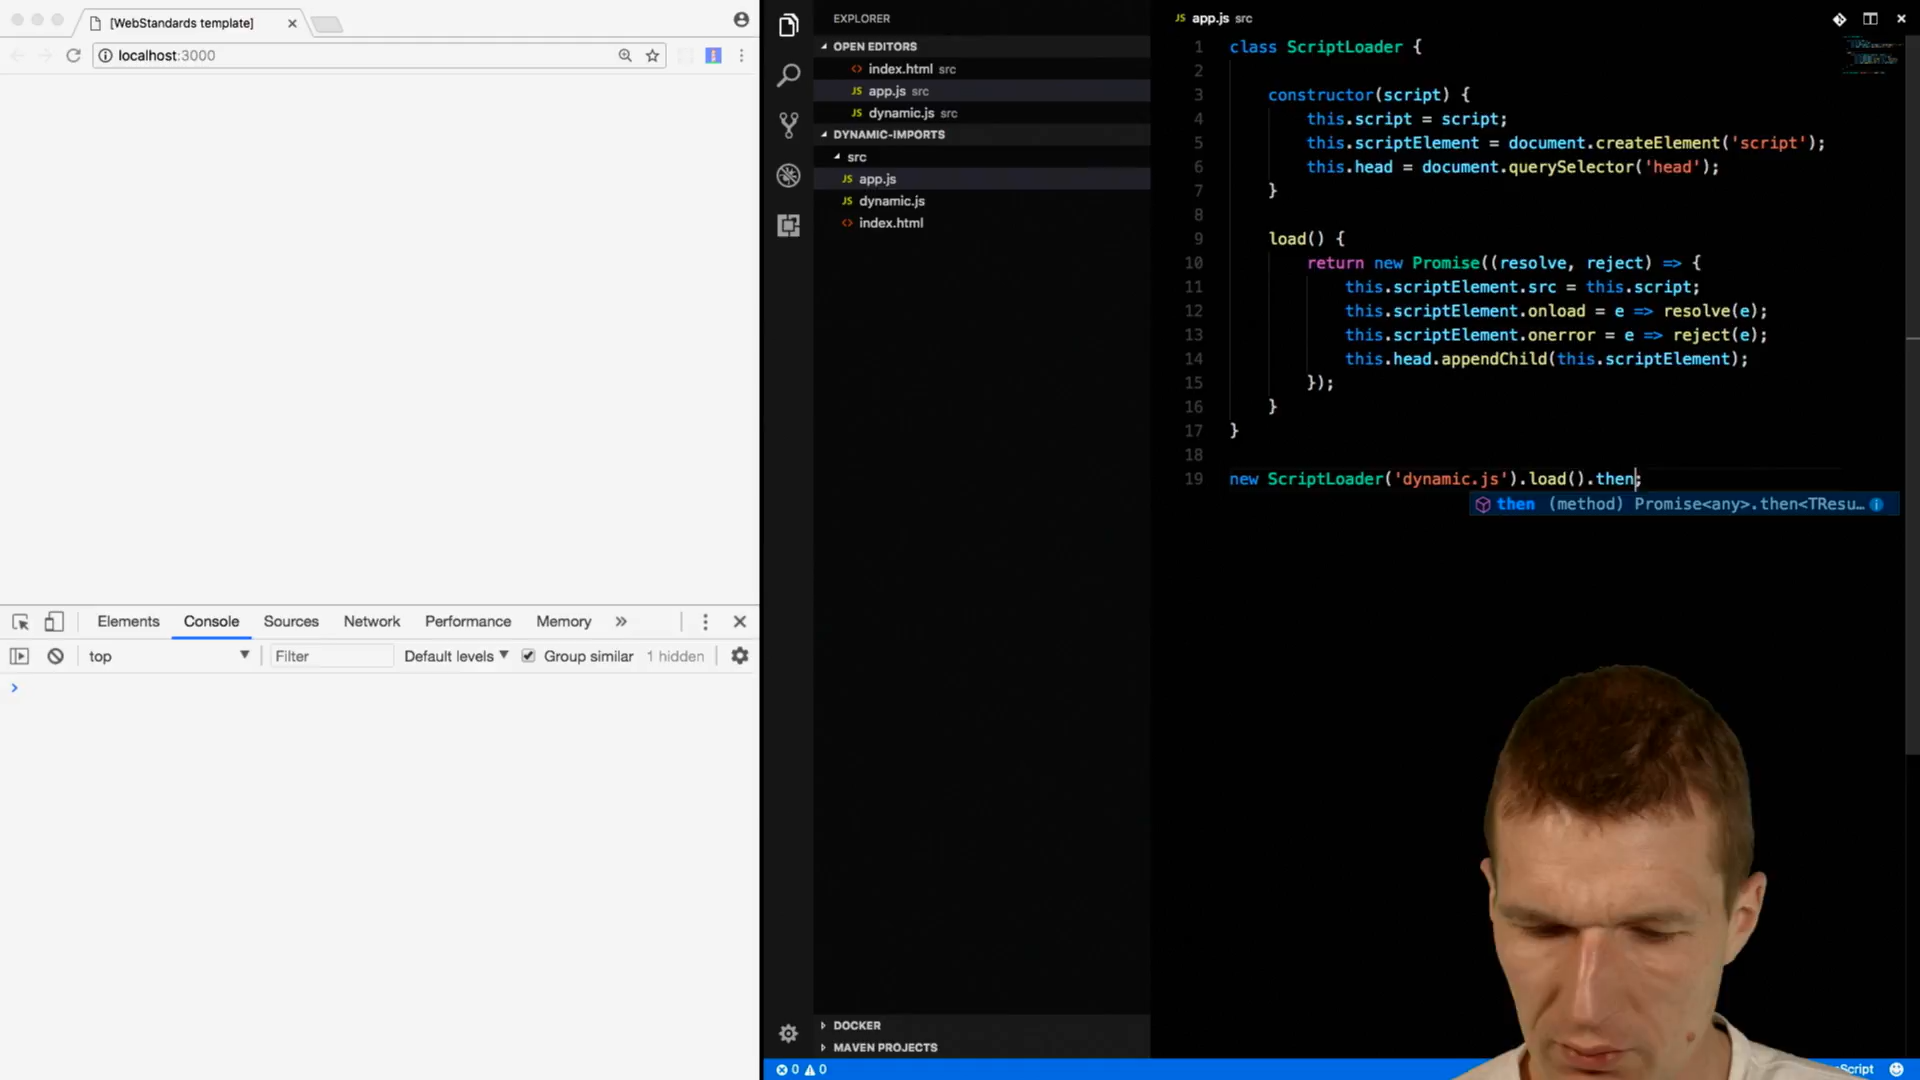 [WebStandards template]
localhost:3000
Elements
Console
Sources
Network
Performance
Memory
top
Filter
Default levels
Group similar
1 hidden
EXPLORER
OPEN EDITORS
index.html src
app.js src
dynamic.js src
DYNAMIC-IMPORTS
src
app.js
dynamic.js
index.html
DOCKER
MAVEN PROJECTS
0 0
app.js src
1 class ScriptLoader {
2
3 constructor(script) {
4 this.script = script;
5 this.scriptElement = document.createElement('script');
6 this.head = document.querySelector('head');
7 }
8
9 load() {
10 return new Promise((resolve, reject) => {
11 this.scriptElement.src = this.script;
12 this.scriptElement.onload = e => resolve(e);
13 this.scriptElement.onerror = e => reject(e);
14 this.head.appendChild(this.scriptElement);
15 });
16 }
17 }
18
19 new ScriptLoader('dynamic.js').load().then;
then (method) Promise<any>.then<TResu…
Script